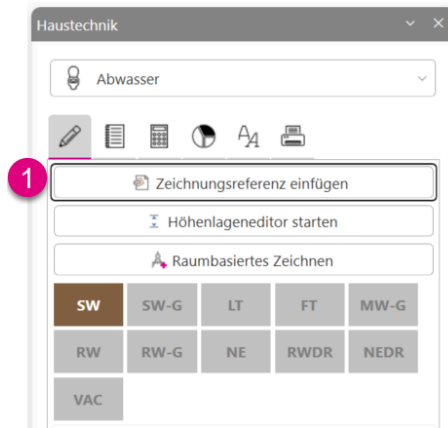 Haustechnik
Abwasser
1
Zeichnungsreferenz einfügen
Höhenlageneditor starten
Raumbasiertes Zeichnen
SW SW-G LT FT MW-G
RW RW-G NE RWDR NEDR
VAC